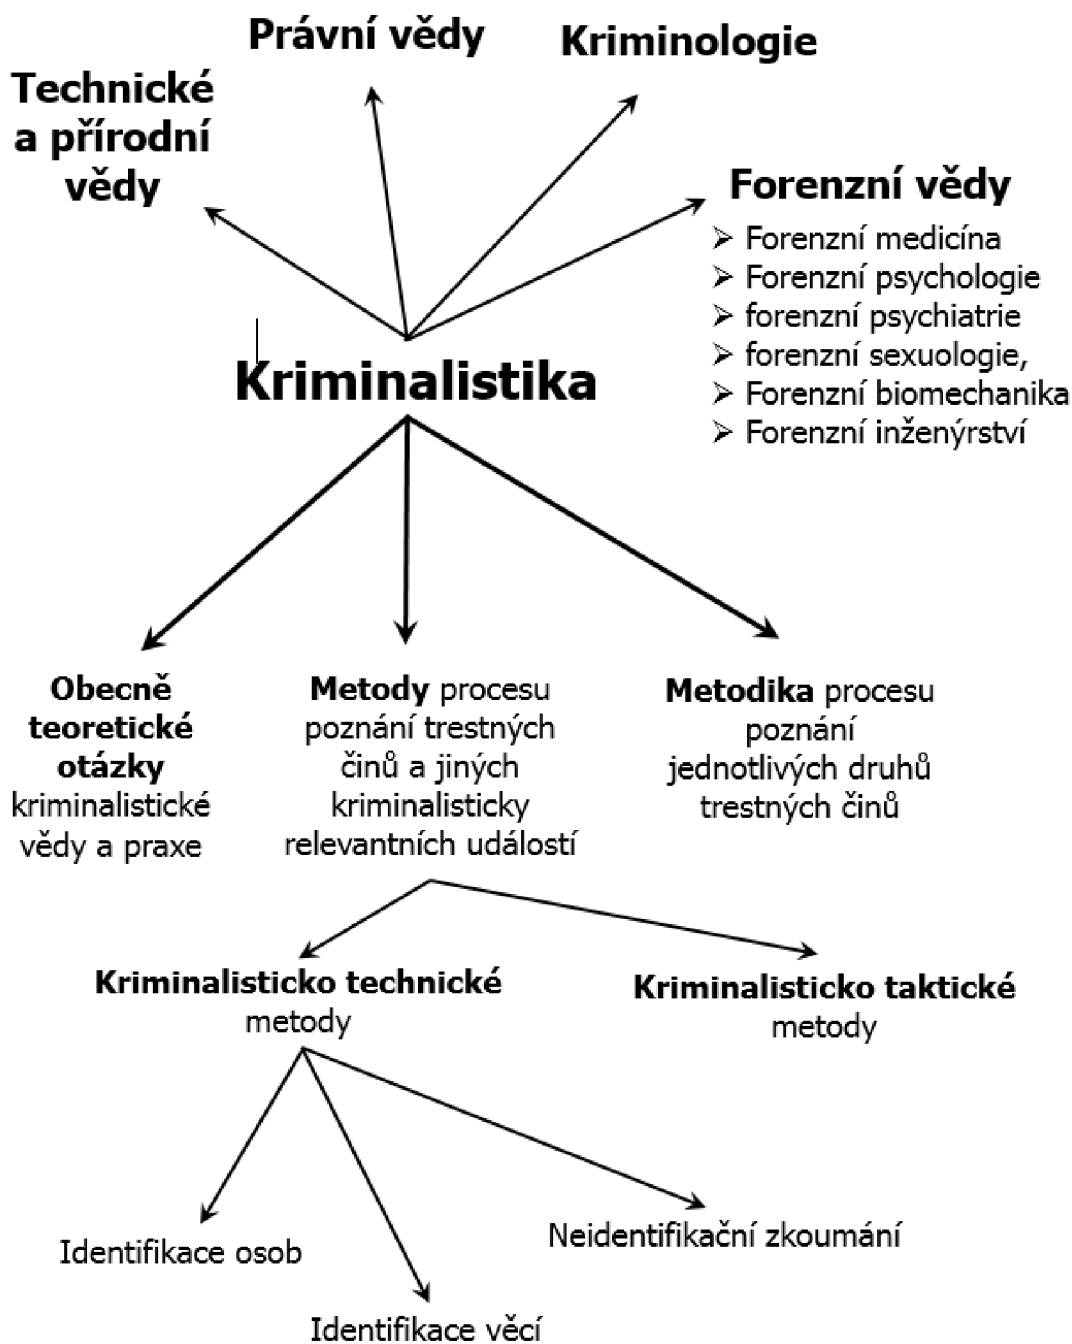 Právní vědy
Kriminologie
Technické
a přírodní
vědy
Forenzní vědy
➢ Forenzní medicína
➢ Forenzní psychologie
➢ forenzní psychiatrie
➢ forenzní sexuologie,
➢ Forenzní biomechanika
➢ Forenzní inženýrství
Kriminalistika
Obecně
teoretické
otázky
kriminalistické
vědy a praxe
Metody procesu
poznání trestných
činů a jiných
kriminalisticky
relevantních událostí
Metodika procesu
poznání
jednotlivých druhů
trestných činů
Kriminalisticko technické
metody
Kriminalisticko taktické
metody
Identifikace osob
Identifikace věcí
Neidentifikační zkoumání